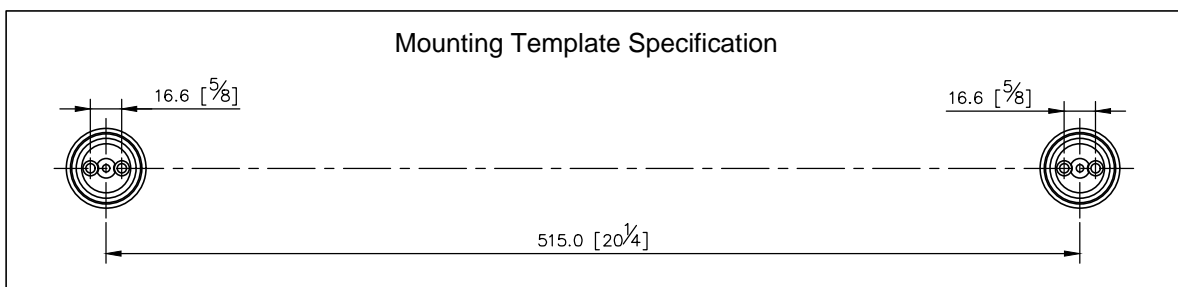 Mounting Template Specification
16.6 [5/8]
16.6 [5/8]
515.0 [20 1/4]